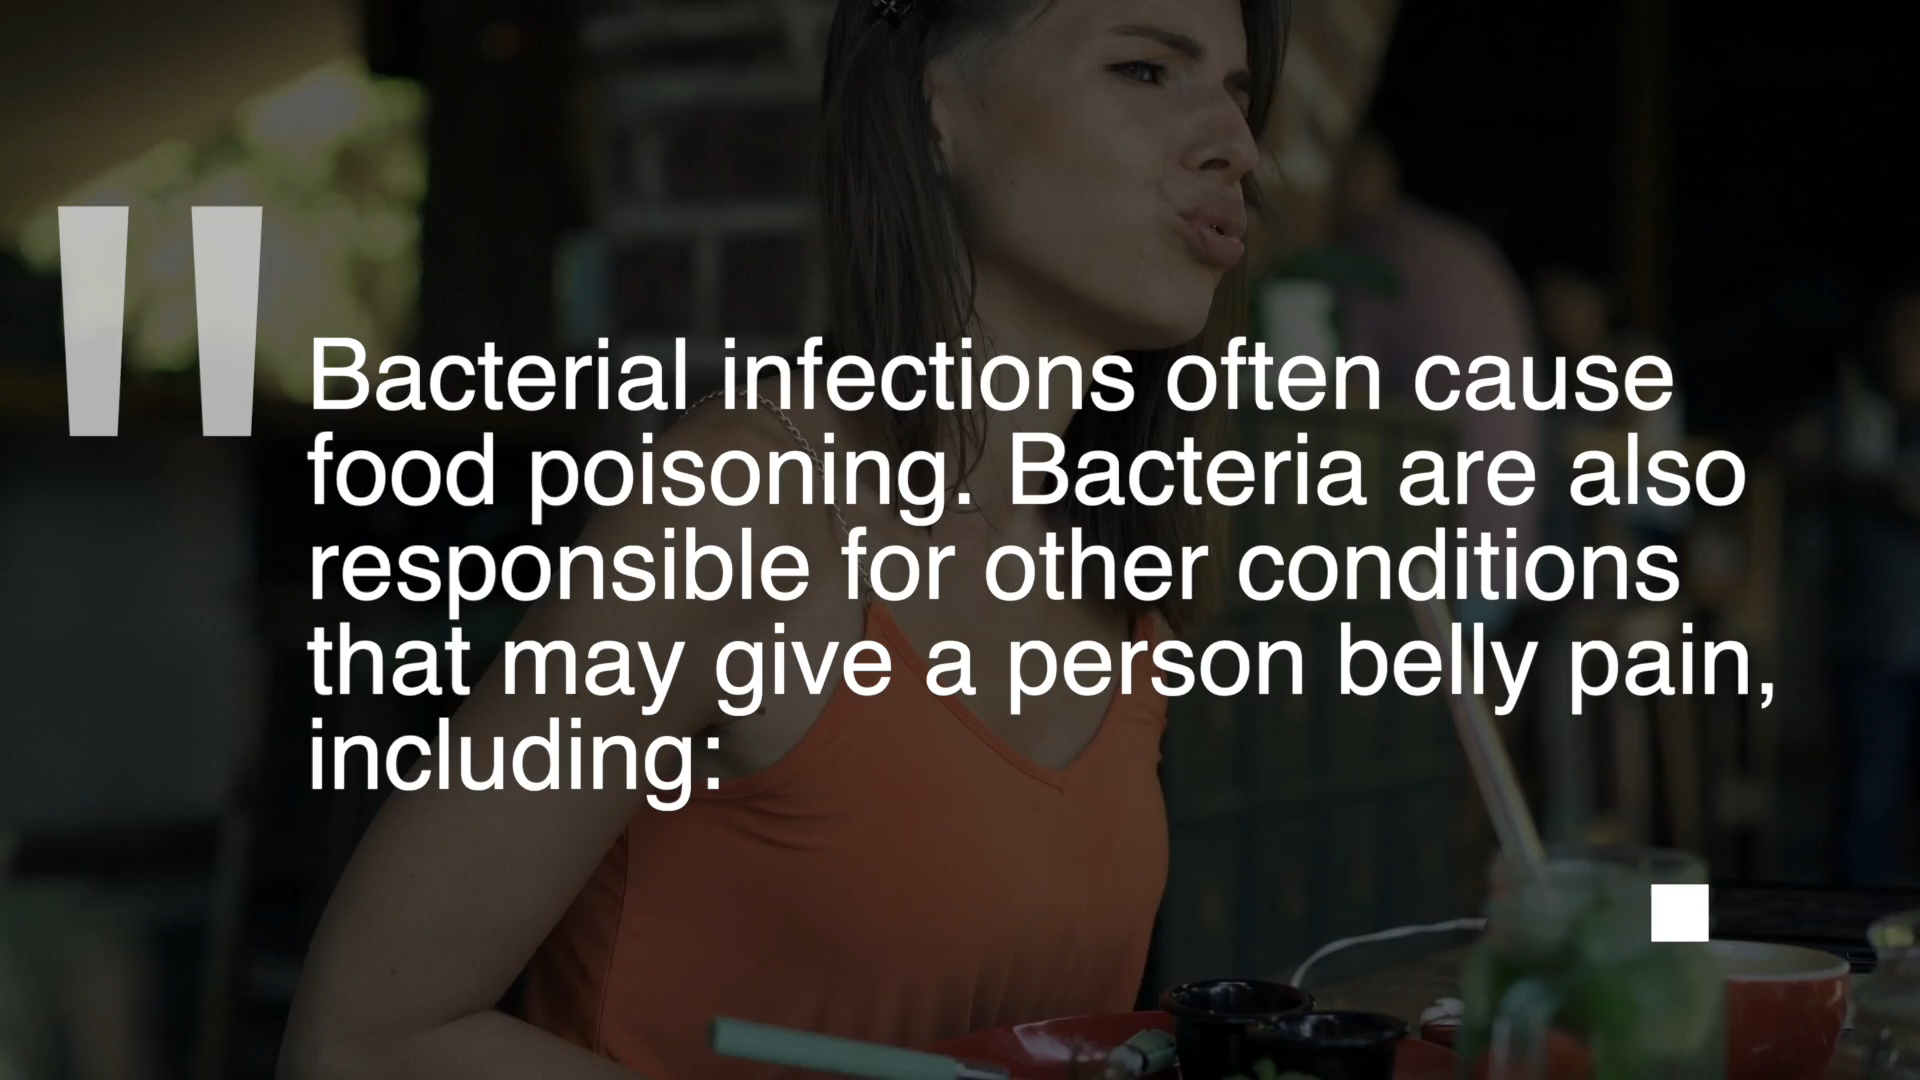 "
Bacterial infections often cause
food poisoning. Bacteria are also
responsible for other conditions
that may give a person belly pain,
including: